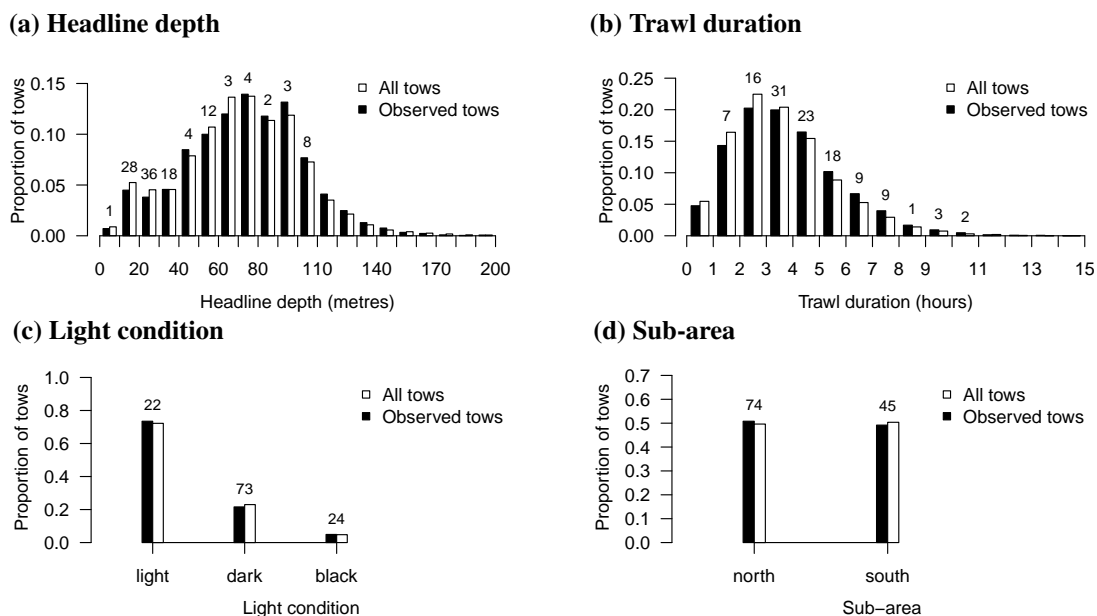 (a) Headline depth
Proportion of tows
0.15
0.10
0.05
0.00
1 28 36 18 4 12 3 4 2 3 8
All tows
Observed tows
0 20 40 60 80 110 140 170 200
Headline depth (metres)
(b) Trawl duration
Proportion of tows
0.25
0.20
0.15
0.10
0.05
0.00
7 16 31 23 18 9 9 1 3 2
All tows
Observed tows
0 1 2 3 4 5 6 7 8 9 11 13 15
Trawl duration (hours)
(c) Light condition
Proportion of tows
1.0
0.8
0.6
0.4
0.2
0.0
22 73 24
All tows
Observed tows
light dark black
Light condition
(d) Sub-area
Proportion of tows
0.7
0.6
0.5
0.4
0.3
0.2
0.1
0.0
74 45
All tows
Observed tows
north south
Sub−area